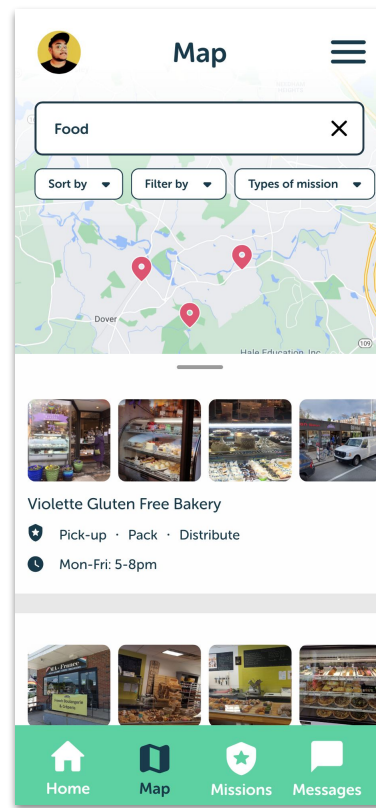 Map
Food
Sort by
Filter by
Types of mission
Dover
109
Hale Education, Inc
Violette Gluten Free Bakery
Pick-up · Pack · Distribute
Mon-Fri: 5-8pm
Home
Map
Missions
Messages